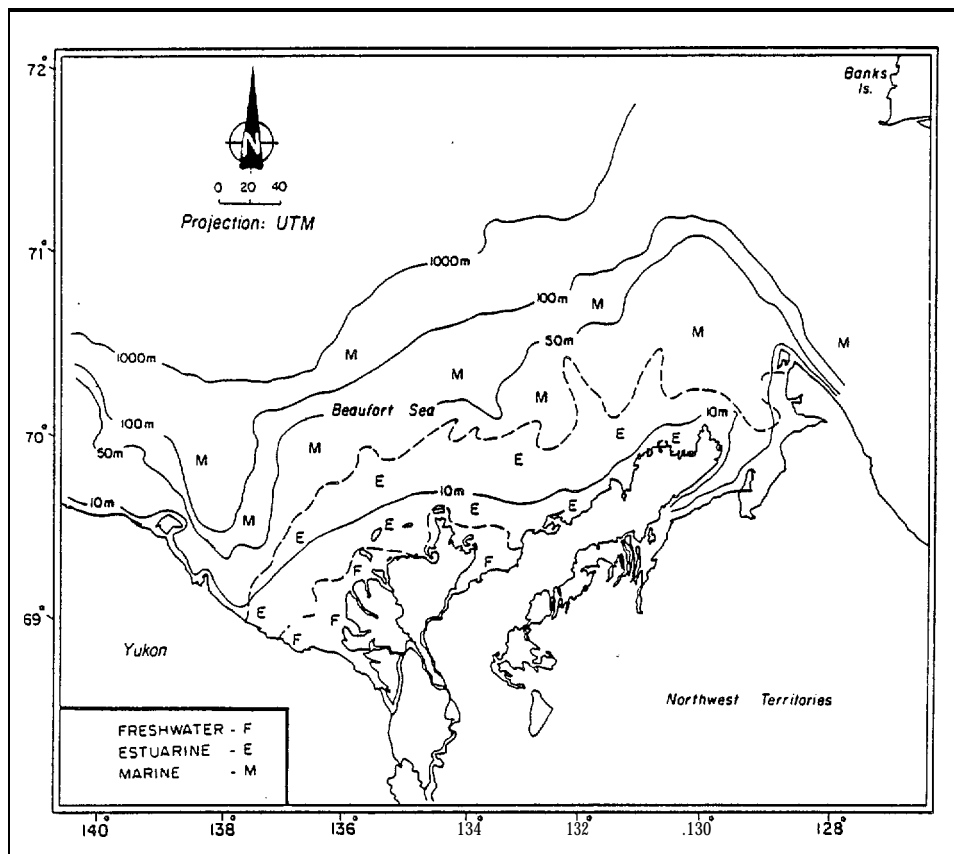 72°
Banks
Is.
N
0 20 40
Projection: UTM
71°
1000m
100m
M
M
M
50m
M
M
1000m
M
M
Beaufort Sea
70°
100m
10m
E
E
M
M
50m
E
E
10m
10m
M
E
E
E
E
F
F
69°
E
F
F
Yukon
Northwest Territories
FRESHWATER - F
ESTUARINE - E
MARINE - M
140° 138° 136° 134° 132° .130° 128°